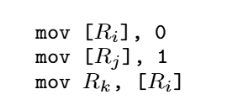 mov [Ri], 0
mov [Rj], 1
mov Rk, [Ri]